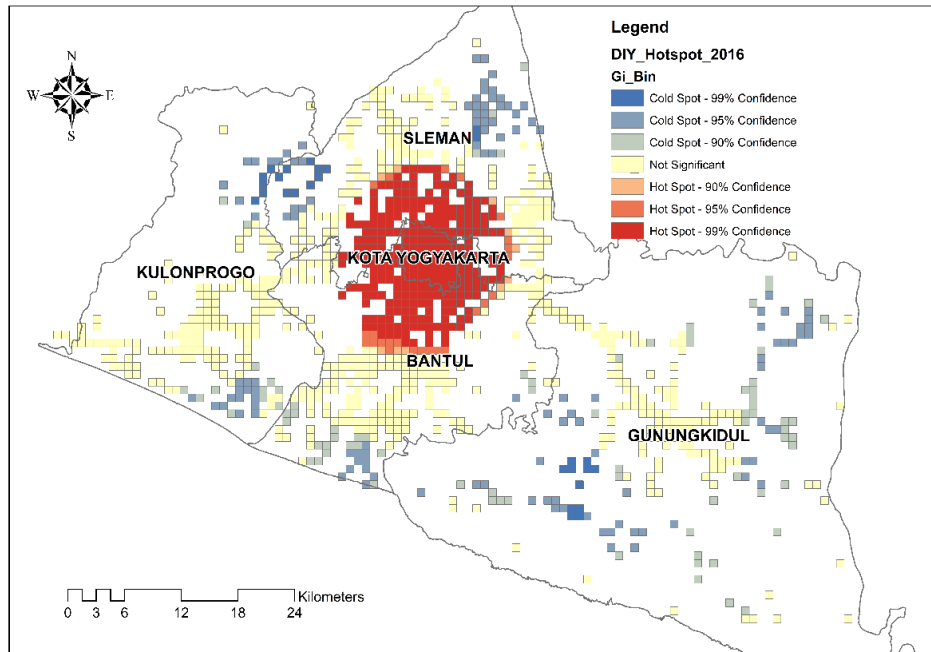 Legend
DIY_Hotspot_2016
Gi_Bin
Cold Spot - 99% Confidence
Cold Spot - 95% Confidence
Cold Spot - 90% Confidence
Not Significant
Hot Spot - 90% Confidence
Hot Spot - 95% Confidence
Hot Spot - 99% Confidence
N
W E
S
SLEMAN
KOTA YOGYAKARTA
KULONPROGO
BANTUL
GUNUNGKIDUL
Kilometers
0 3 6 12 18 24